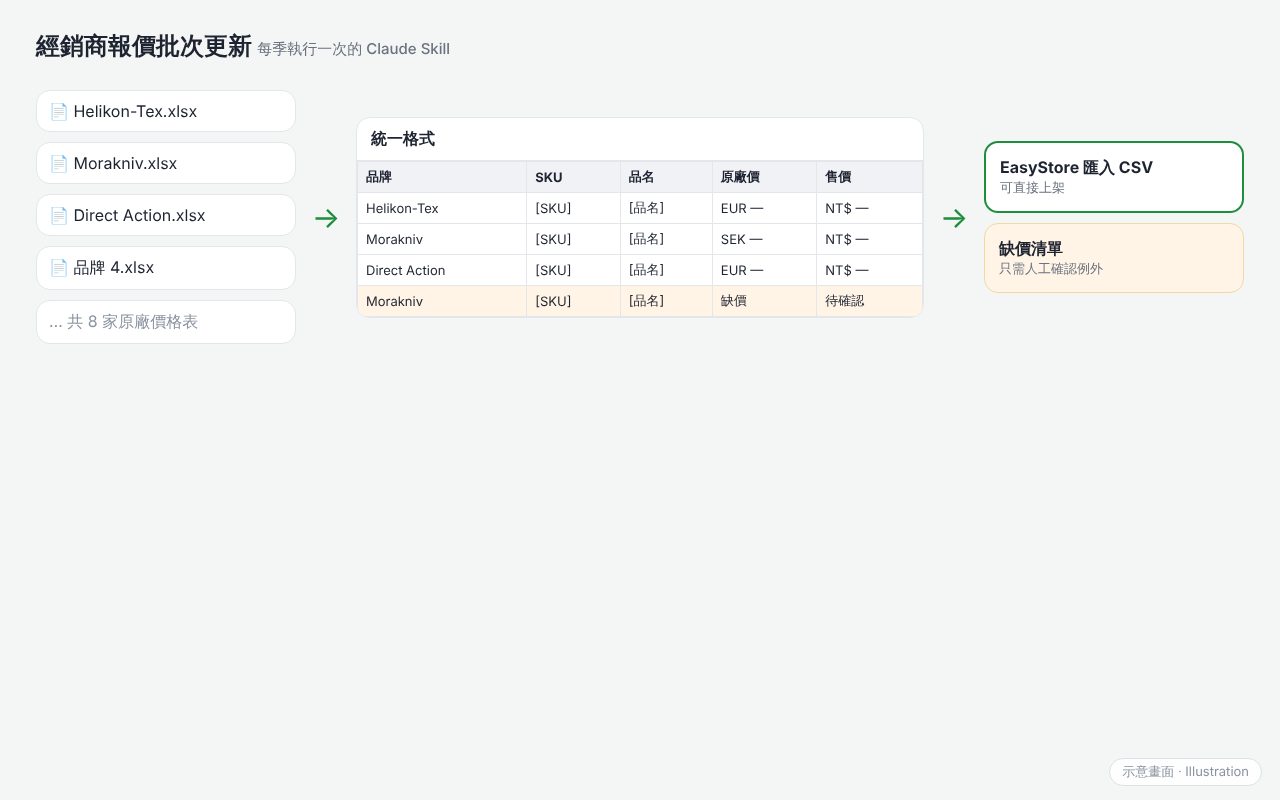 經銷商報價批次更新 每季執行一次的 Claude Skill
📄 Helikon-Tex.xlsx
📄 Morakniv.xlsx
📄 Direct Action.xlsx
📄 品牌 4.xlsx
... 共 8 家原廠價格表
→
統一格式
品牌 SKU 品名 原廠價 售價
Helikon-Tex [SKU] [品名] EUR — NT$ —
Morakniv [SKU] [品名] SEK — NT$ —
Direct Action [SKU] [品名] EUR — NT$ —
Morakniv [SKU] [品名] 缺價 待確認
→
EasyStore 匯入 CSV
可直接上架
缺價清單
只需人工確認例外
示意畫面 · Illustration